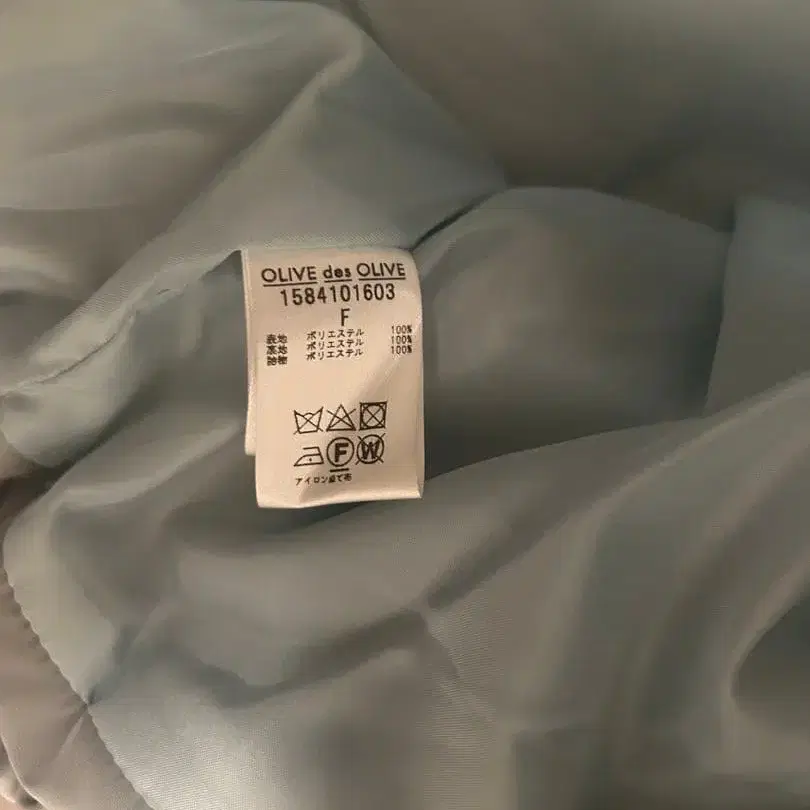 OLIVE des OLIVE
1584101603
F
表地 ポリエステル 100%
裏地 ポリエステル 100%
詰物 ポリエステル 100%
F W
アイロン当て布